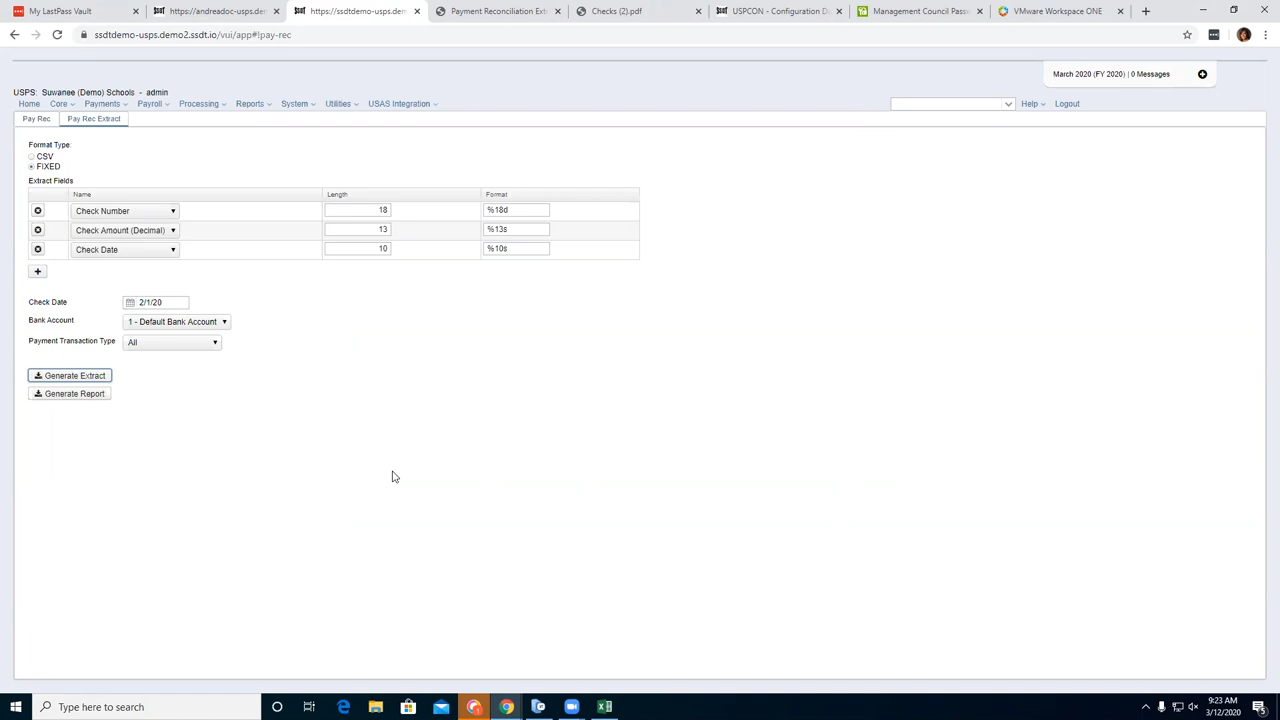 My LastPass Vault
https://andreadoc-usps.de
https://ssdtdemo-usps.dem
Payment Reconciliation Ext
Checks (2).pdf
USPCON - Configuration Da
Management Council Passv
VMware Workspace ONE
ssdtdemo-usps.demo2.ssdt.io/vui/app#!pay-rec
March 2020 (FY 2020) | 0 Messages
USPS: Suwanee (Demo) Schools - admin
Home Core Payments Payroll Processing Reports System Utilities USAS Integration Help Logout
Pay Rec Pay Rec Extract
Format Type:
CSV
FIXED
Extract Fields
Name Length Format
Check Number 18 %18d
Check Amount (Decimal) 13 %13s
Check Date 10 %10s
Check Date 2/1/20
Bank Account 1 - Default Bank Account
Payment Transaction Type All
Generate Extract
Generate Report
Type here to search
9:23 AM
3/12/2020